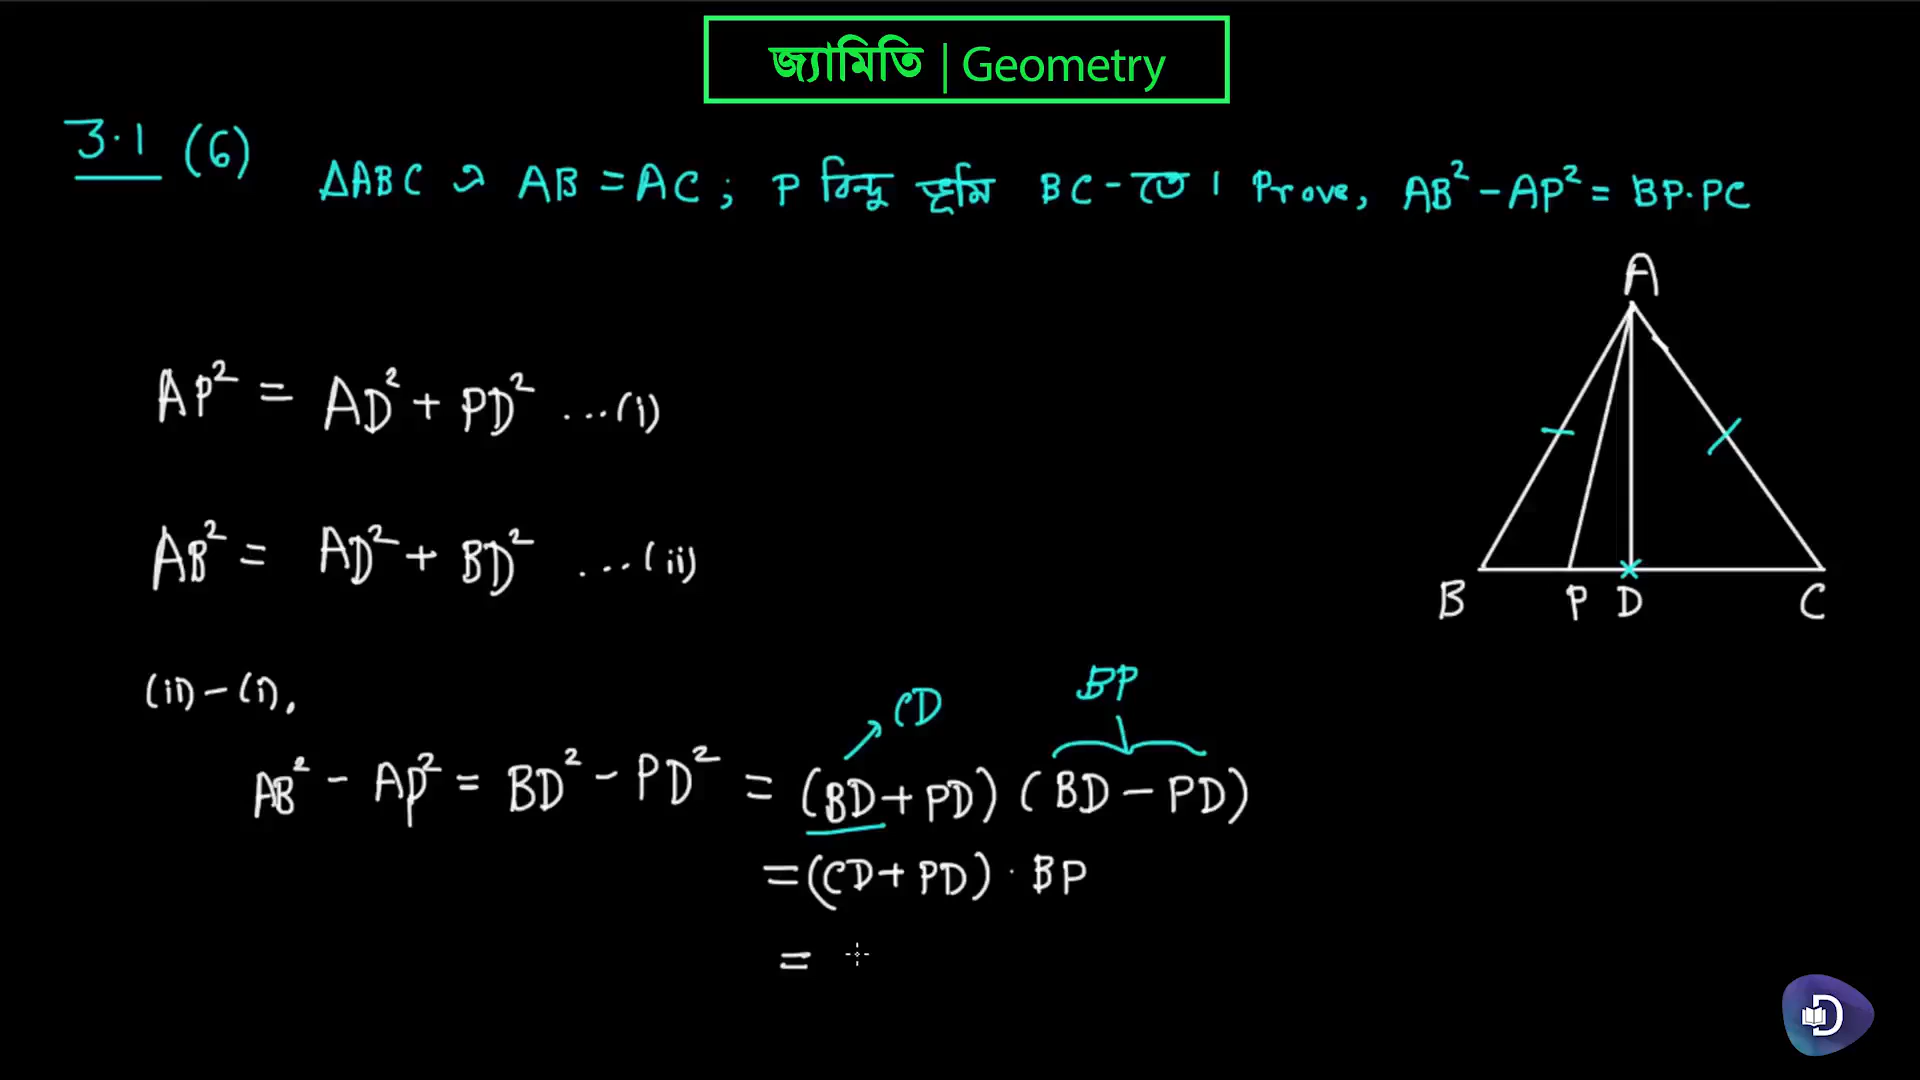 জ্যামিতি | Geometry
3.1 (6) ΔABC এ AB = AC ; P বিন্দু ভূমি BC-তে । Prove, AB² - AP² = BP.PC
A
AP² = AD² + PD² ...(i)
AB² = AD² + BD² ...(ii)
B P D C
(ii) - (i),
CD BP
AB² - AP² = BD² - PD² = (BD + PD) (BD - PD)
= (CD + PD) · BP
=
D